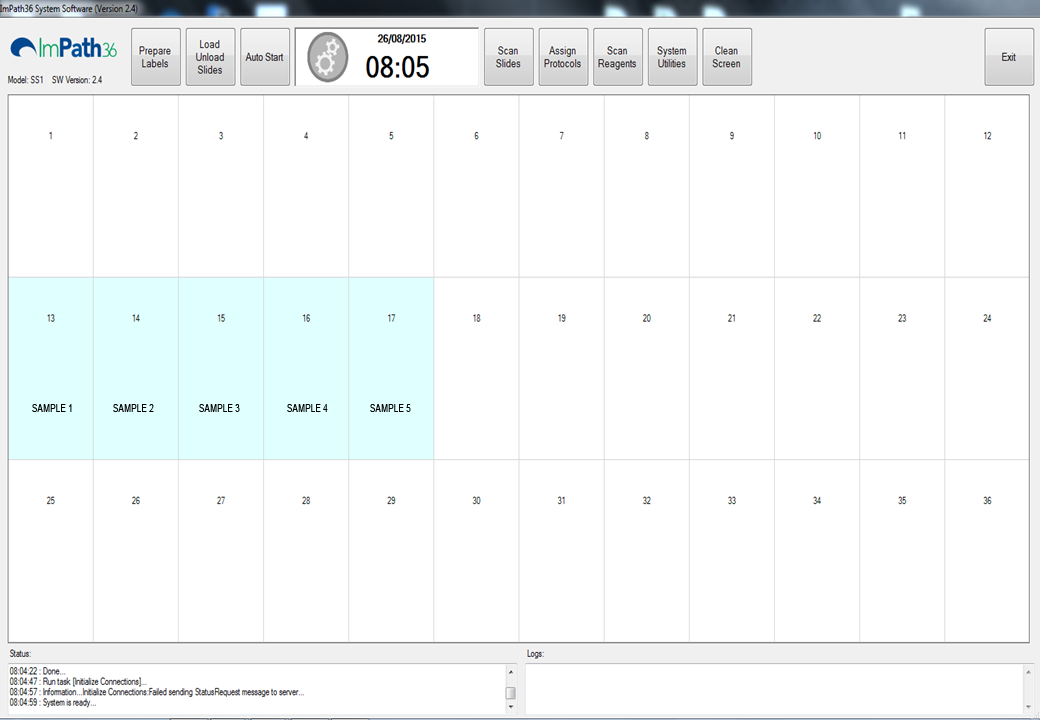 ImPath36 System Software (Version 2.4)
ImPath36
Model: SS1 SW Version: 2.4
Prepare
Labels
Load
Unload
Slides
Auto Start
26/08/2015
08:05
Scan
Slides
Assign
Protocols
Scan
Reagents
System
Utilities
Clean
Screen
Exit
1 2 3 4 5 6 7 8 9 10 11 12
13 14 15 16 17 18 19 20 21 22 23 24
SAMPLE 1 SAMPLE 2 SAMPLE 3 SAMPLE 4 SAMPLE 5
25 26 27 28 29 30 31 32 33 34 35 36
Status:
08:04:22 : Done...
08:04:47 : Run task [Initialize Connections]...
08:04:57 : Information...Initialize Connections:Failed sending StatusRequest message to server...
08:04:59 : System is ready...
Logs: